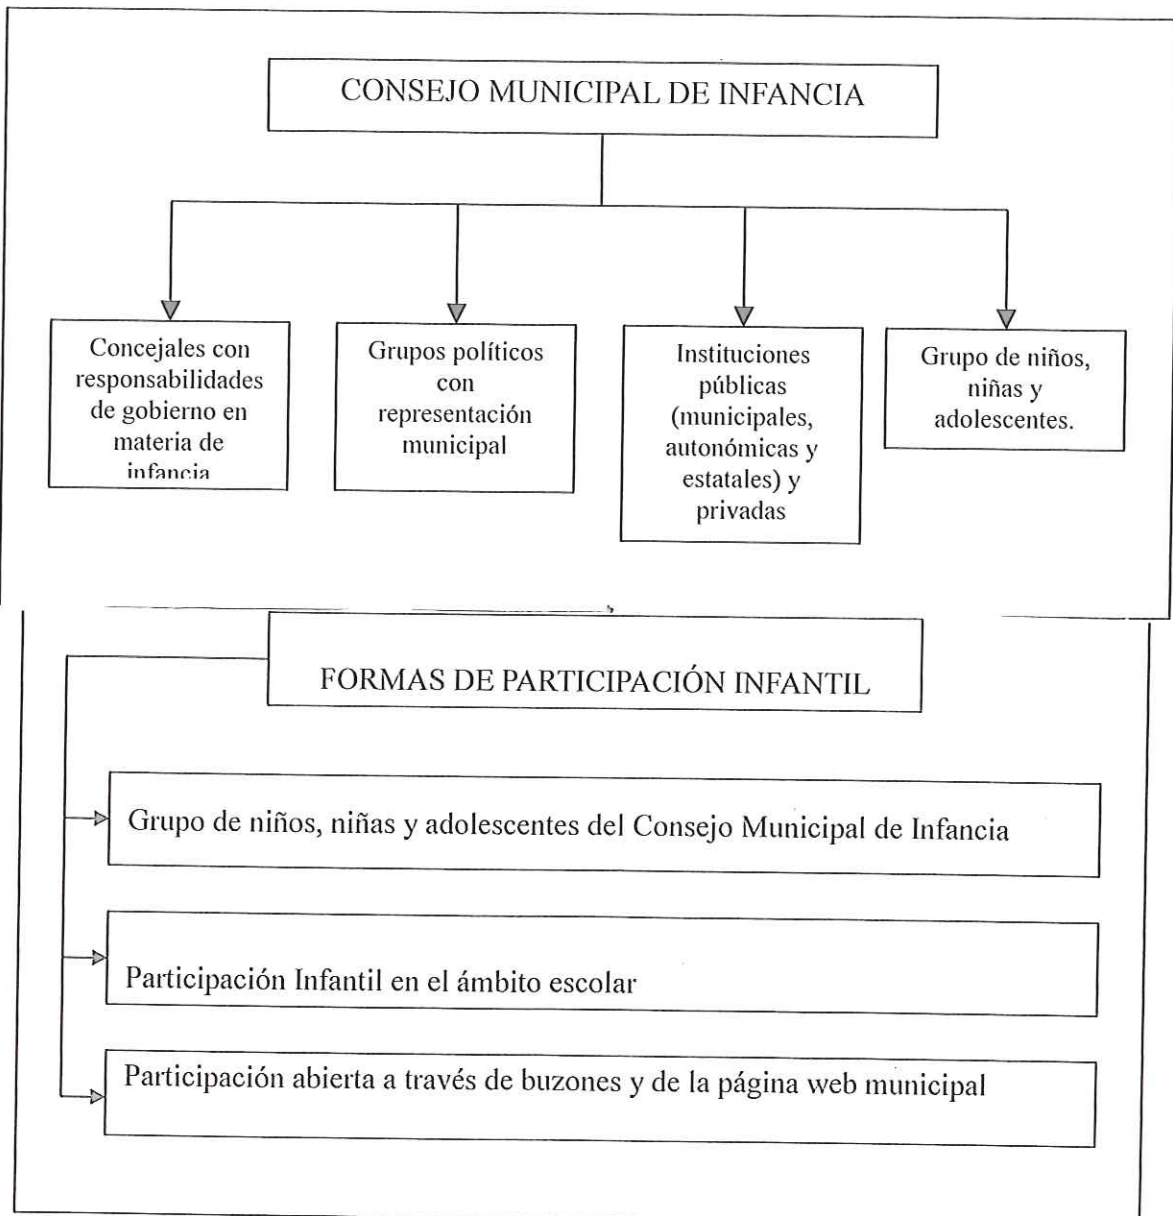 CONSEJO MUNICIPAL DE INFANCIA
Concejales con
responsabilidades
de gobierno en
materia de
infancia
Grupos políticos
con
representación
municipal
Instituciones
públicas
(municipales,
autonómicas y
estatales) y
privadas
Grupo de niños,
niñas y
adolescentes.
FORMAS DE PARTICIPACIÓN INFANTIL
Grupo de niños, niñas y adolescentes del Consejo Municipal de Infancia
Participación Infantil en el ámbito escolar
Participación abierta a través de buzones y de la página web municipal